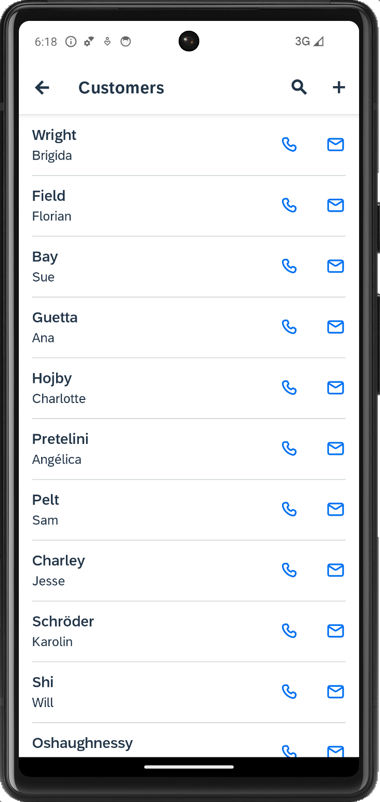 6:18 3G
Customers
Wright
Brigida
Field
Florian
Bay
Sue
Guetta
Ana
Hojby
Charlotte
Pretelini
Angélica
Pelt
Sam
Charley
Jesse
Schröder
Karolin
Shi
Will
Oshaughnessy